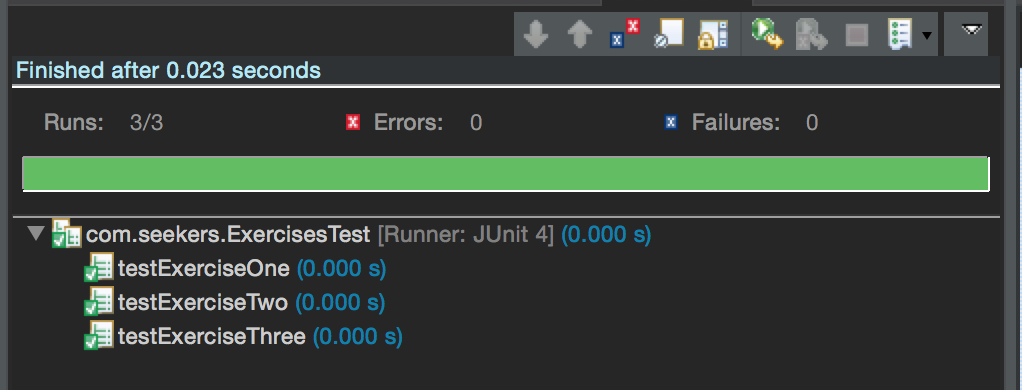 Finished after 0.023 seconds
Runs: 3/3 Errors: 0 Failures: 0
com.seekers.ExercisesTest [Runner: JUnit 4] (0.000 s)
testExerciseOne (0.000 s)
testExerciseTwo (0.000 s)
testExerciseThree (0.000 s)